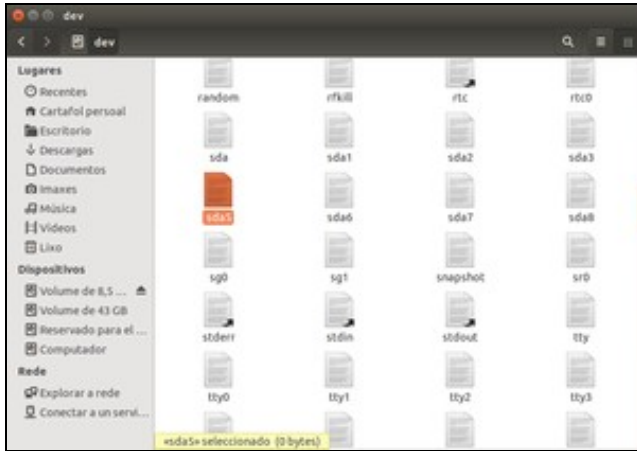 dev
dev
Lugares
Recentes
Cartafol persoal
Escritorio
Descargas
Documentos
Imaxes
Música
Vídeos
Lixo
Dispositivos
Volume de 8,5 ...
Volume de 43 GB
Reservado para el ...
Computador
Rede
Explorar a rede
Conectar a un servi...
random rfkill rtc rtc0
sda sda1 sda2 sda3
sda5 sda6 sda7 sda8
sg0 sg1 snapshot sr0
stderr stdin stdout tty
tty0 tty1 tty2 tty3
«sda5» seleccionado (0 bytes)